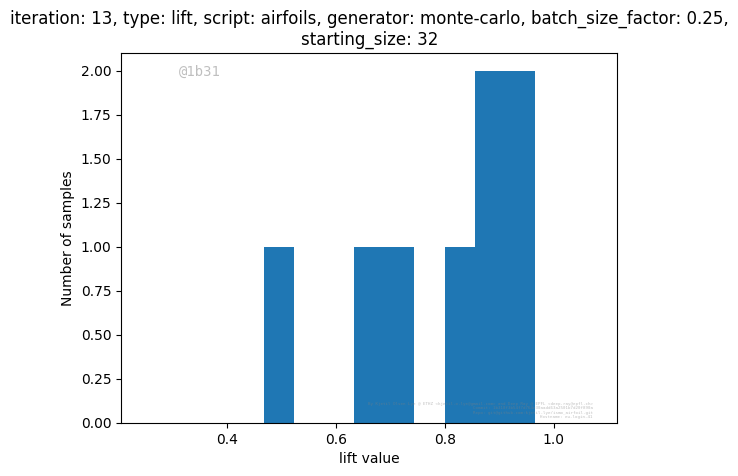 iteration: 13, type: lift, script: airfoils, generator: monte-carlo, batch_size_factor: 0.25,
starting_size: 32
@1b31
2.00
1.75
1.50
1.25
1.00
0.75
0.50
0.25
0.00
Number of samples
0.4
0.6
0.8
1.0
lift value